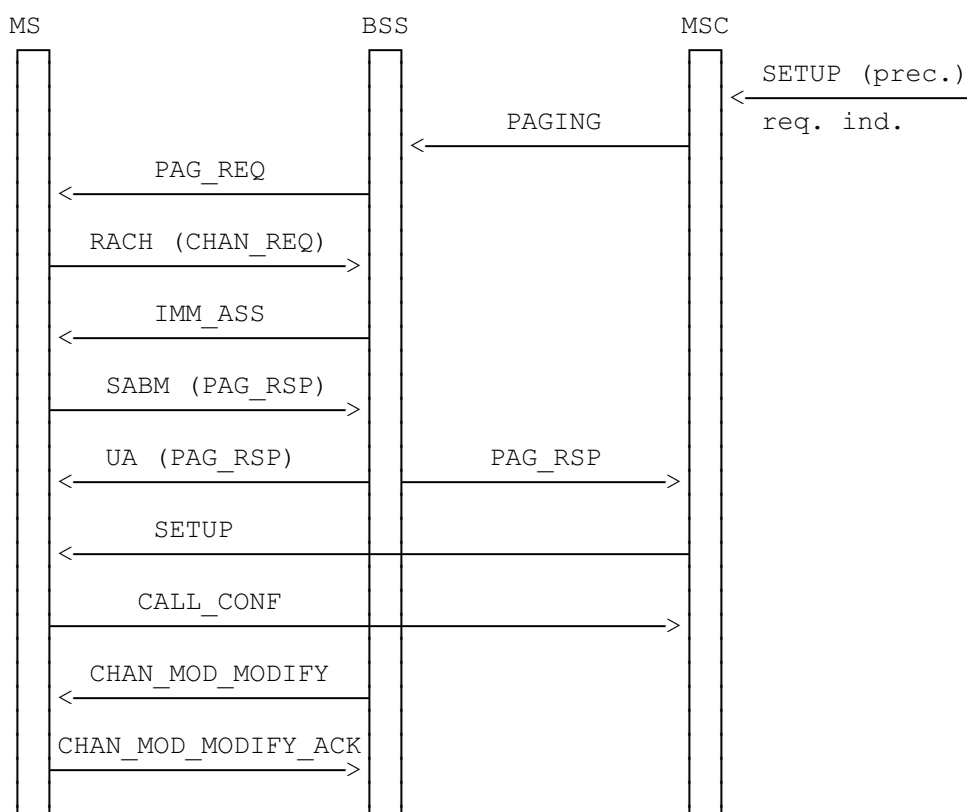 MS BSS MSC
SETUP (prec.)
req. ind.
PAGING
PAG_REQ
RACH (CHAN_REQ)
IMM_ASS
SABM (PAG_RSP)
UA (PAG_RSP) PAG_RSP
SETUP
CALL_CONF
CHAN_MOD_MODIFY
CHAN_MOD_MODIFY_ACK